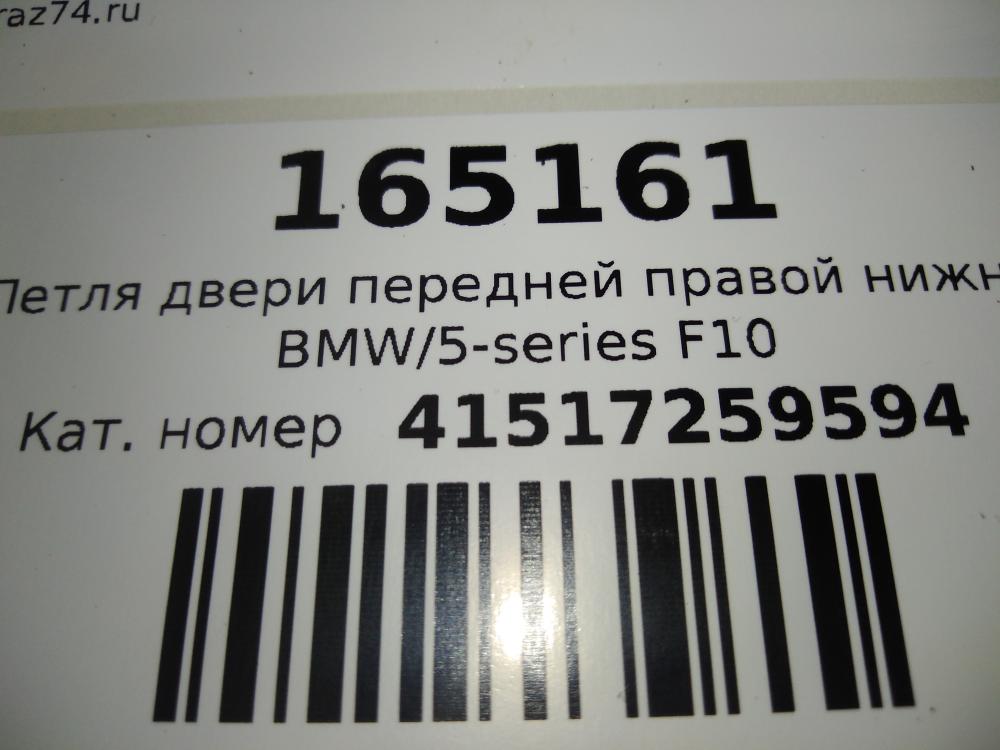 raz74.ru
165161
Петля двери передней правой нижн
BMW/5-series F10
Кат. номер 41517259594